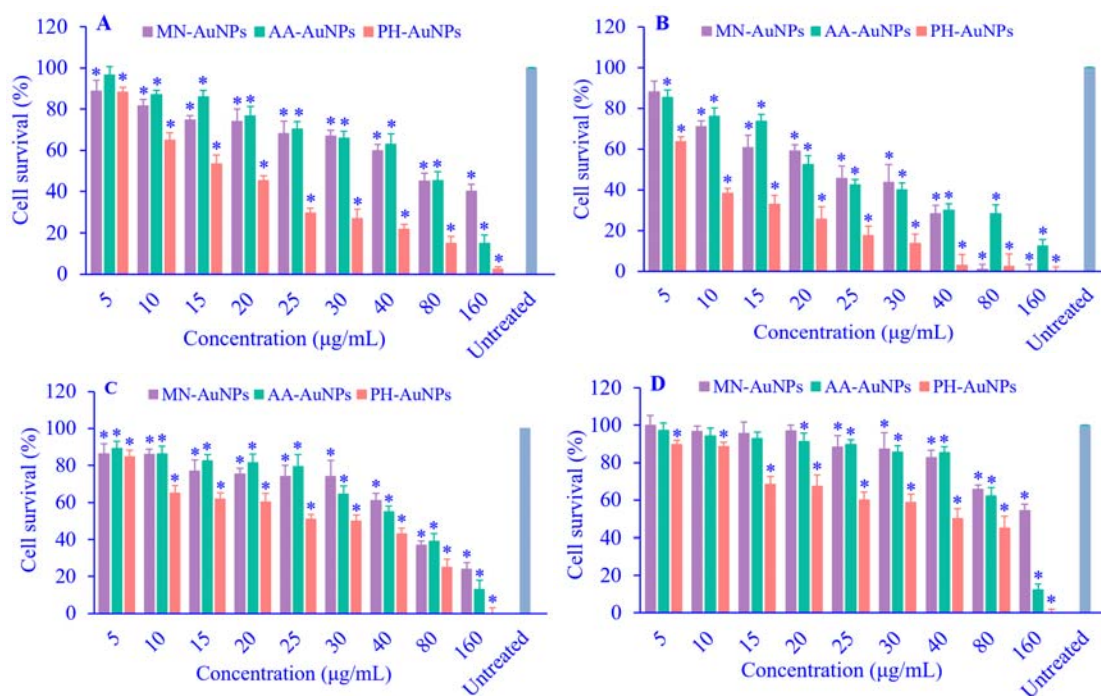 A
MN-AuNPs AA-AuNPs PH-AuNPs
Cell survival (%)
120
100
80
60
40
20
0
* * * * * * * * * * * * * * * * * * * * * * * * * *
5 10 15 20 25 30 40 80 160 Untreated
Concentration (µg/mL)
B
MN-AuNPs AA-AuNPs PH-AuNPs
Cell survival (%)
120
100
80
60
40
20
0
* * * * * * * * * * * * * * * * * * * * * * * * * *
5 10 15 20 25 30 40 80 160 Untreated
Concentration (µg/mL)
C
MN-AuNPs AA-AuNPs PH-AuNPs
Cell survival (%)
120
100
80
60
40
20
0
* * * * * * * * * * * * * * * * * * * * * * * * * * *
5 10 15 20 25 30 40 80 160 Untreated
Concentration (µg/mL)
D
MN-AuNPs AA-AuNPs PH-AuNPs
Cell survival (%)
120
100
80
60
40
20
0
* * * * * * * * * * * * * * * * * * * *
5 10 15 20 25 30 40 80 160 Untreated
Concentration (µg/mL)